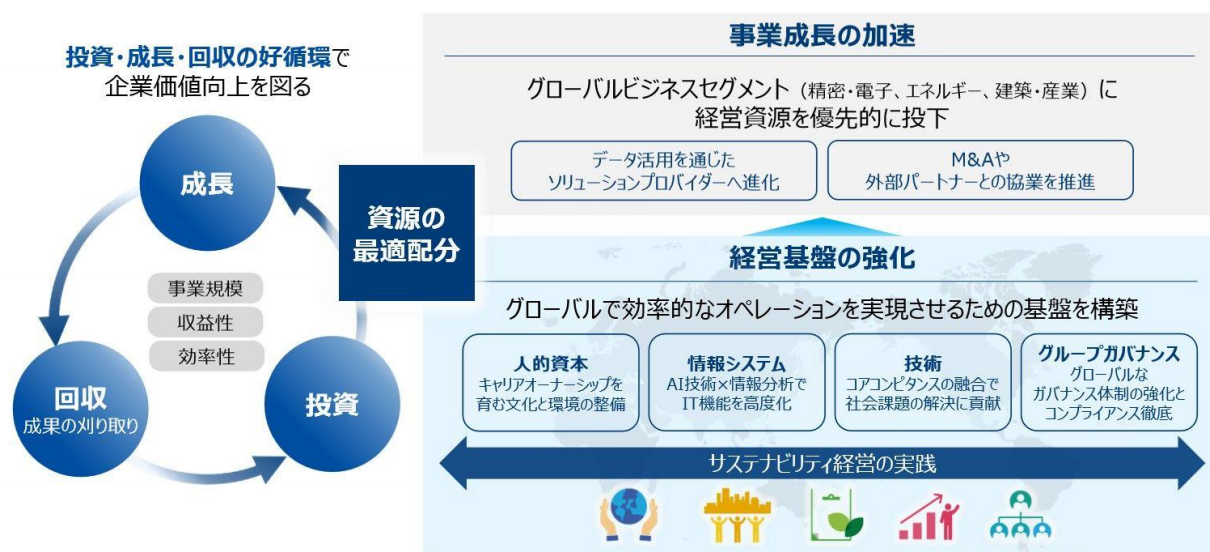 投資・成長・回収の好循環で
企業価値向上を図る
成長
資源の
最適配分
事業規模
収益性
効率性
回収
成果の刈り取り
投資
事業成長の加速
グローバルビジネスセグメント（精密・電子、エネルギー、建築・産業）に
経営資源を優先的に投下
データ活用を通じた
ソリューションプロバイダーへ進化
M&Aや
外部パートナーとの協業を推進
経営基盤の強化
グローバルで効率的なオペレーションを実現させるための基盤を構築
人的資本
キャリアオーナーシップを
育む文化と環境の整備
情報システム
AI技術×情報分析で
IT機能を高度化
技術
コアコンピタンスの融合で
社会課題の解決に貢献
グループガバナンス
グローバルな
ガバナンス体制の強化と
コンプライアンス徹底
サステナビリティ経営の実践